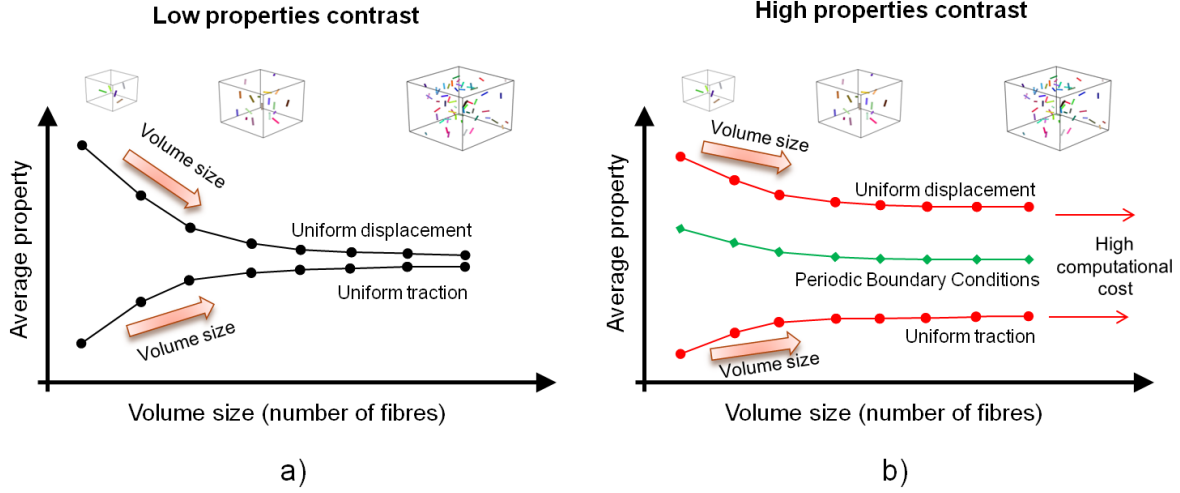 Low properties contrast
Volume size
Uniform displacement
Uniform traction
Volume size
Average property
Volume size (number of fibres)
a)
High properties contrast
Volume size
Uniform displacement
High
computational
cost
Periodic Boundary Conditions
Uniform traction
Volume size
Average property
Volume size (number of fibres)
b)